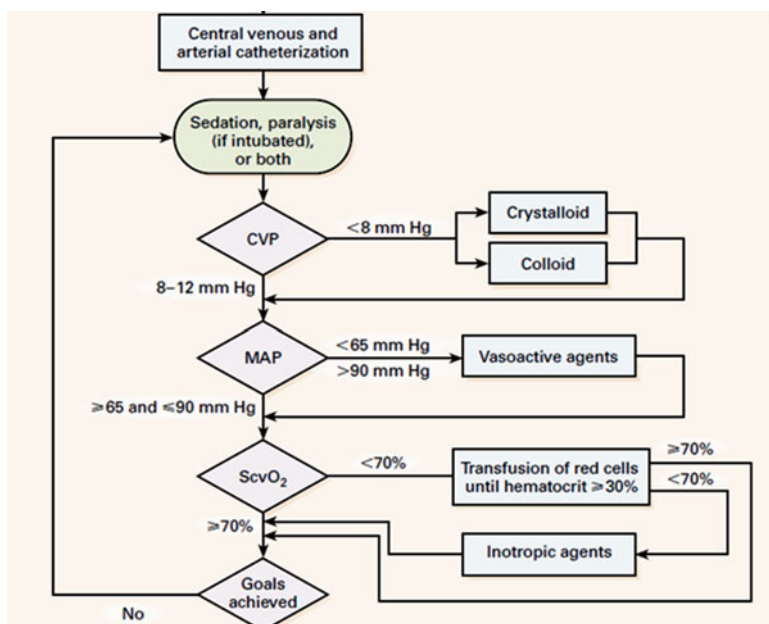 Central venous and
arterial catheterization
Sedation, paralysis
(if intubated),
or both
CVP
<8 mm Hg
Crystalloid
Colloid
8–12 mm Hg
MAP
<65 mm Hg
>90 mm Hg
Vasoactive agents
≥65 and ≤90 mm Hg
ScvO₂
<70%
Transfusion of red cells
until hematocrit ≥30%
≥70%
<70%
≥70%
Inotropic agents
Goals
achieved
No